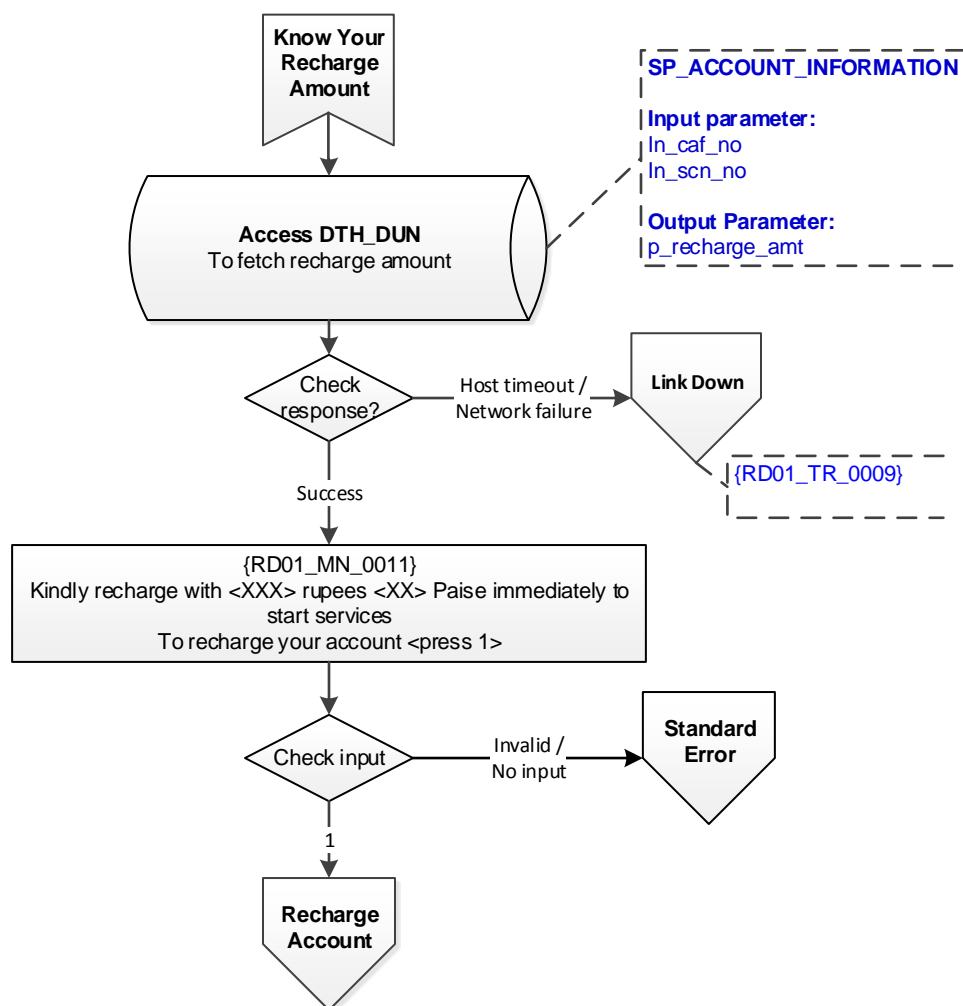 Know Your
Recharge
Amount
SP_ACCOUNT_INFORMATION
Input parameter:
In_caf_no
In_scn_no
Output Parameter:
p_recharge_amt
Access DTH_DUN
To fetch recharge amount
Check
response?
Host timeout /
Network failure
Link Down
{RD01_TR_0009}
Success
{RD01_MN_0011}
Kindly recharge with <XXX> rupees <XX> Paise immediately to
start services
To recharge your account <press 1>
Check input
Invalid /
No input
Standard
Error
1
Recharge
Account